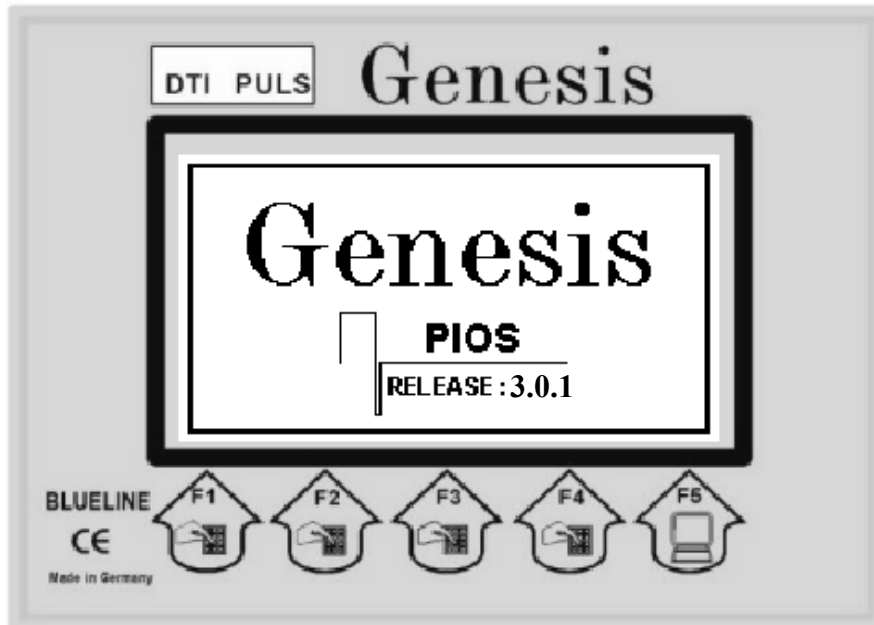 DTI PULS
Genesis
Genesis
PIOS
RELEASE:3.0.1
F1 F2 F3 F4 F5
BLUELINE
CE
Made in Germany